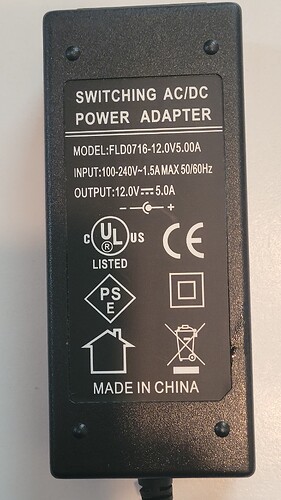 SWITCHING AC/DC
POWER ADAPTER
MODEL:FLD0716-12.0V5.00A
INPUT:100-240V~1.5A MAX 50/60Hz
OUTPUT:12.0V⎓5.0A
- +
C UL US
®
LISTED
CE
PS
E
MADE IN CHINA